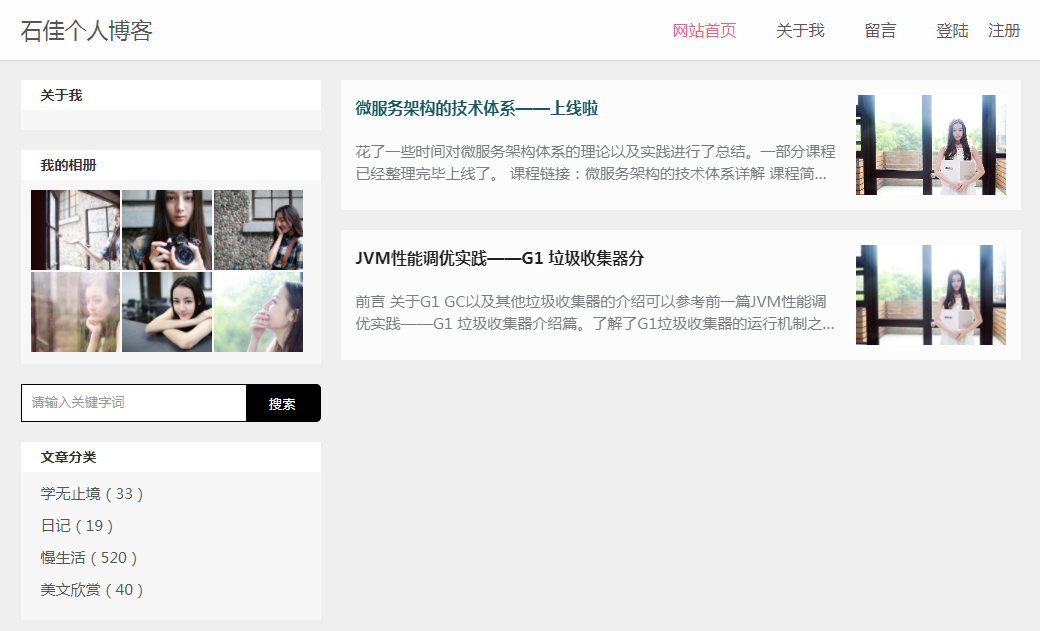 石佳个人博客
网站首页 关于我 留言 登陆 注册
关于我
我的相册
请输入关键字词 搜索
文章分类
学无止境 ( 33 )
日记 ( 19 )
慢生活 ( 520 )
美文欣赏 ( 40 )
微服务架构的技术体系——上线啦
花了一些时间对微服务架构体系的理论以及实践进行了总结。一部分课程
已经整理完毕上线了。 课程链接：微服务架构的技术体系详解 课程简...
JVM性能调优实践——G1 垃圾收集器分
前言 关于G1 GC以及其他垃圾收集器的介绍可以参考前一篇JVM性能调
优实践——G1 垃圾收集器介绍篇。了解了G1垃圾收集器的运行机制之...